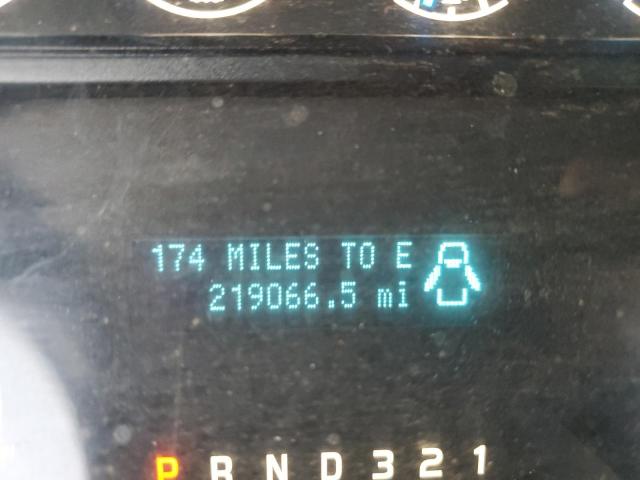 174 MILES TO E
219066.5 mi
P R N D 3 2 1